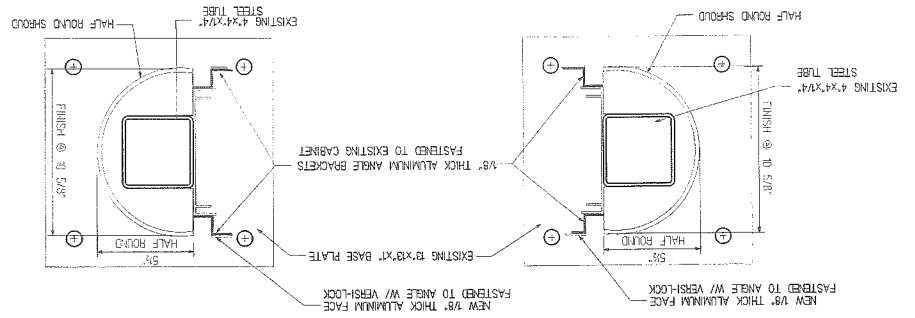 NEW 1/8" THICK ALUMINUM FACE
FASTENED TO ANGLE W/ VERSI-LOCK
5½"
HALF ROUND
FINISH @ 10 5/8"
EXISTING 4"x4"x1/4"
STEEL TUBE
HALF ROUND SHROUD
EXISTING 13"x13"x1" BASE PLATE
1/8" THICK ALUMINUM ANGLE BRACKETS
FASTENED TO EXISTING CABINET
NEW 1/8" THICK ALUMINUM FACE
FASTENED TO ANGLE W/ VERSI-LOCK
5½"
HALF ROUND
FINISH @ 10 5/8"
EXISTING 4"x4"x1/4"
STEEL TUBE
HALF ROUND SHROUD